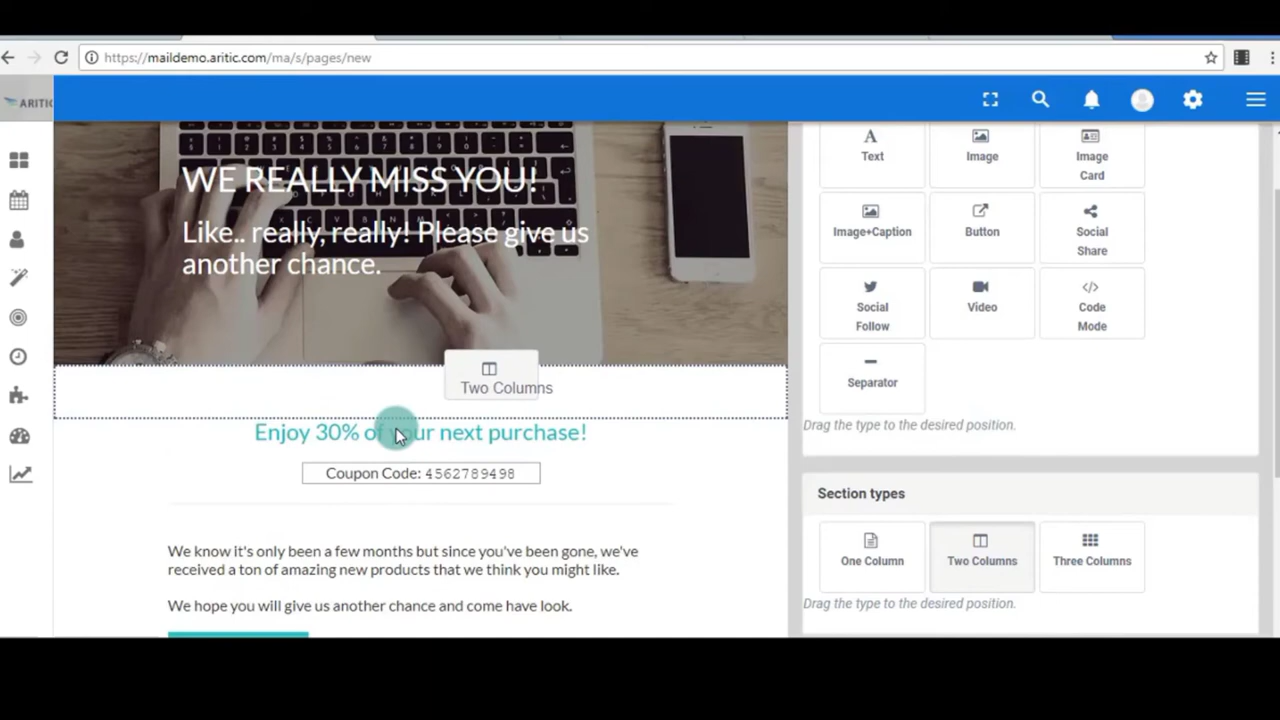 https://maildemo.aritic.com/ma/s/pages/new
ARITIC
WE REALLY MISS YOU!
Like.. really, really! Please give us
another chance.
Two Columns
Enjoy 30% of your next purchase!
Coupon Code: 4562789498
We know it's only been a few months but since you've been gone, we've
received a ton of amazing new products that we think you might like.
We hope you will give us another chance and come have look.
Text
Image
Image
Card
Image+Caption
Button
Social
Share
Social
Follow
Video
Code
Mode
Separator
Drag the type to the desired position.
Section types
One Column
Two Columns
Three Columns
Drag the type to the desired position.